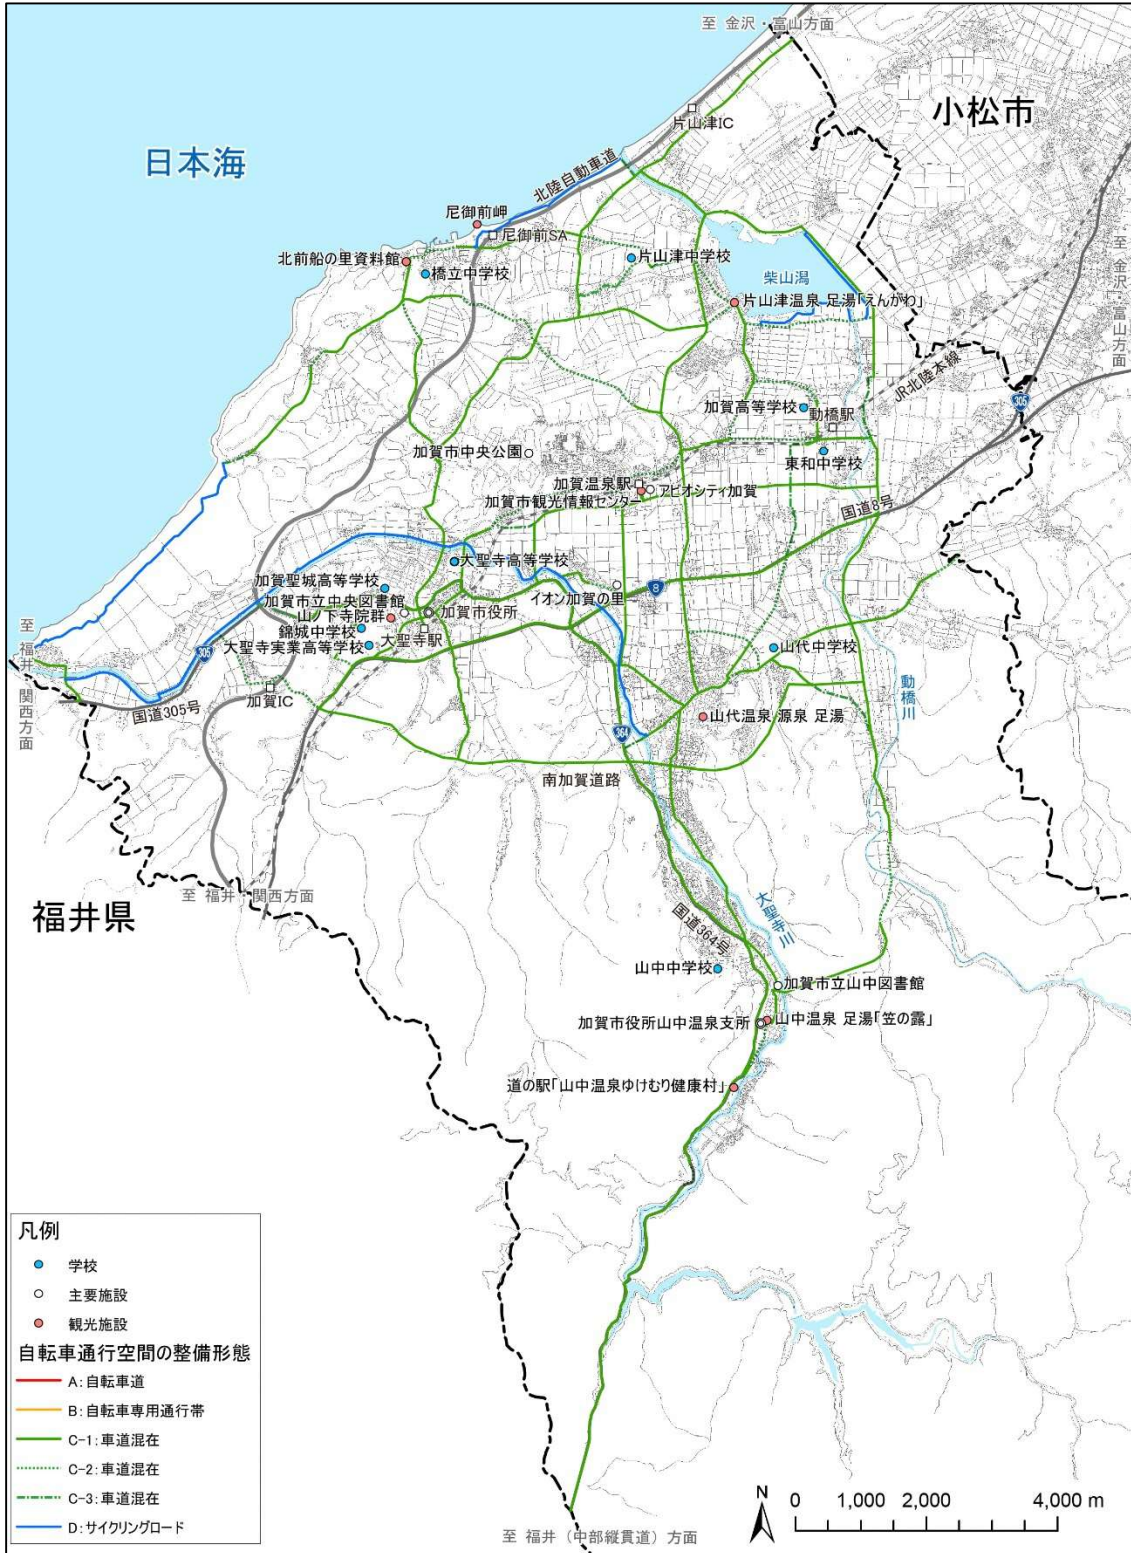 至 金沢・富山方面
小松市
片山津IC
日本海
北陸自動車道
尼御前岬
尼御前SA
北前船の里資料館
橋立中学校
片山津中学校
柴山潟
至 金沢・富山方面
片山津温泉 足湯「えんがわ」
JR北陸本線
305
加賀高等学校
動橋駅
加賀市中央公園
東和中学校
加賀温泉駅
アビオシティ加賀
加賀市観光情報センター
国道8号
大聖寺高等学校
加賀聖城高等学校
イオン加賀の里
8
加賀市立中央図書館
加賀市役所
山ノ下寺院群
錦城中学校
大聖寺駅
大聖寺実業高等学校
山代中学校
至 福井・関西方面
305
加賀IC
動橋川
国道305号
山代温泉 源泉 足湯
364
南加賀道路
至 福井・関西方面
福井県
大聖寺川
国道364号
山中中学校
加賀市立山中図書館
加賀市役所山中温泉支所
山中温泉 足湯「笠の露」
道の駅「山中温泉ゆけむり健康村」
凡例
学校
主要施設
観光施設
自転車通行空間の整備形態
A:自転車道
B:自転車専用通行帯
C-1:車道混在
C-2:車道混在
C-3:車道混在
D:サイクリングロード
N
0 1,000 2,000 4,000 m
至 福井（中部縦貫道）方面